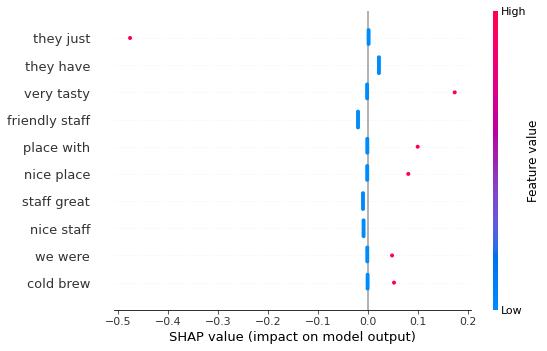 High
they just
they have
very tasty
friendly staff
place with
nice place
staff great
nice staff
we were
cold brew
Feature value
Low
−0.5 −0.4 −0.3 −0.2 −0.1 0.0 0.1 0.2
SHAP value (impact on model output)